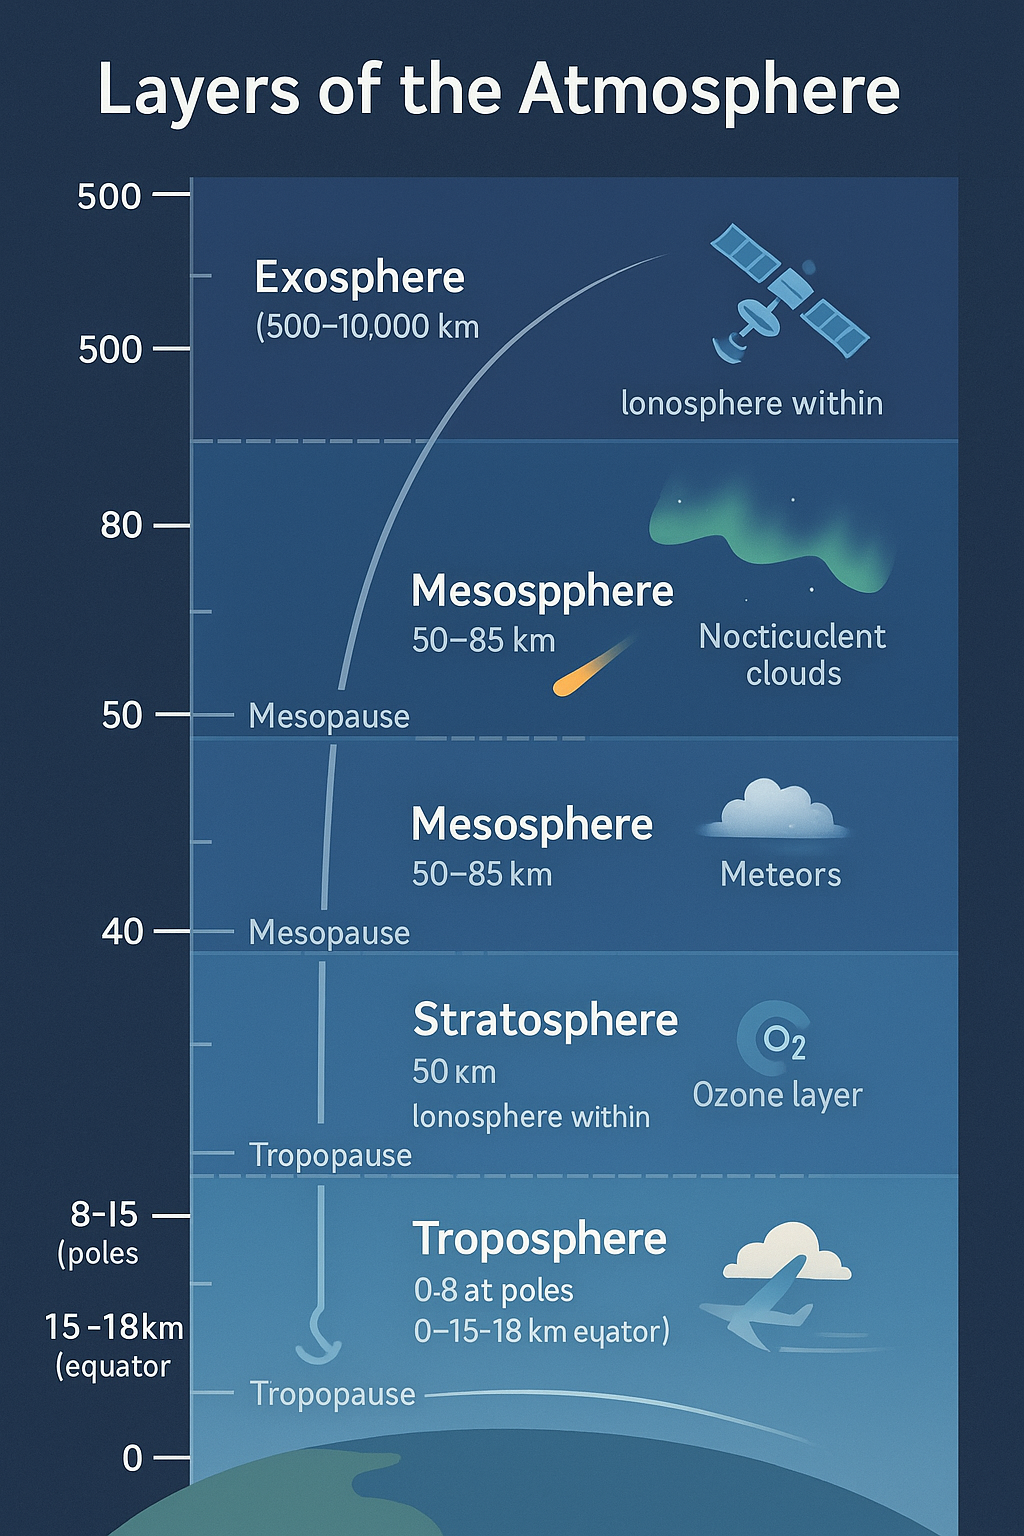 Layers of the Atmosphere
500
Exosphere
(500–10,000 km
500
Ionosphere within
80
Mesospphere
50–85 km
Nocticuclent
clouds
50
Mesopause
Mesosphere
50–85 km
Meteors
40
Mesopause
Stratosphere
50 км
Ionosphere within
O₂
Ozone layer
Tropopause
8-15
(poles
Troposphere
0-8 at poles
0–15-18 km eyator)
15 -18km
(equator
Tropopause
0